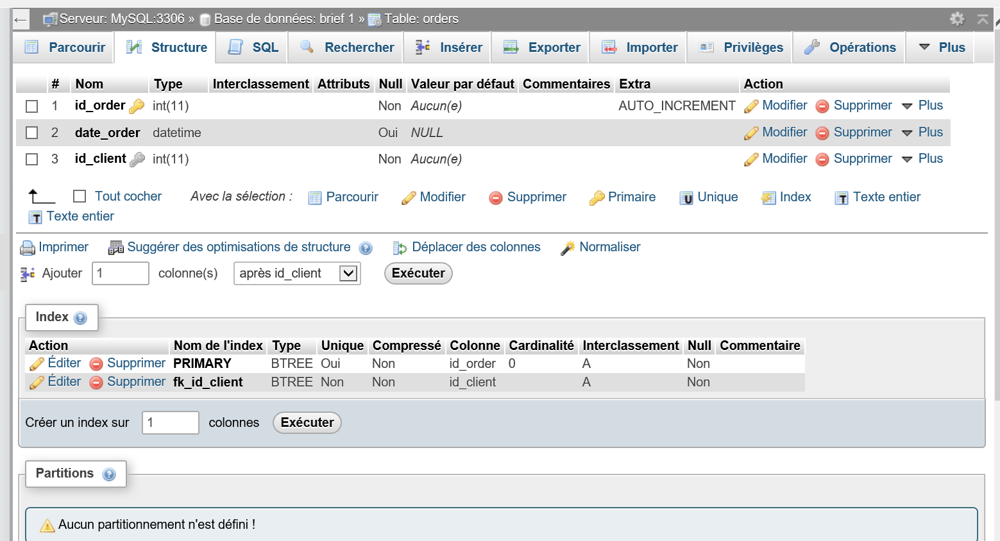 Serveur: MySQL:3306 » Base de données: brief 1 » Table: orders
Parcourir Structure SQL Rechercher Insérer Exporter Importer Privilèges Opérations Plus
# Nom Type Interclassement Attributs Null Valeur par défaut Commentaires Extra Action
1 id_order int(11) Non Aucun(e) AUTO_INCREMENT Modifier Supprimer Plus
2 date_order datetime Oui NULL Modifier Supprimer Plus
3 id_client int(11) Non Aucun(e) Modifier Supprimer Plus
Tout cocher Avec la sélection : Parcourir Modifier Supprimer Primaire Unique Index Texte entier
Texte entier
Imprimer Suggérer des optimisations de structure Déplacer des colonnes Normaliser
Ajouter 1 colonne(s) après id_client Exécuter
Index
Action Nom de l'index Type Unique Compressé Colonne Cardinalité Interclassement Null Commentaire
Éditer Supprimer PRIMARY BTREE Oui Non id_order 0 A Non
Éditer Supprimer fk_id_client BTREE Non Non id_client A Non
Créer un index sur 1 colonnes Exécuter
Partitions
Aucun partitionnement n'est défini !